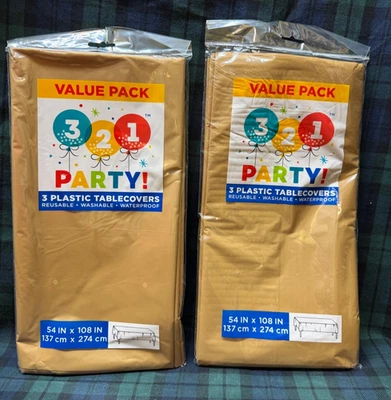 VALUE PACK
3 2 1
TM
PARTY!
3 PLASTIC TABLECOVERS
REUSABLE • WASHABLE • WATERPROOF
54 IN x 108 IN
137 cm x 274 cm
VALUE PACK
3 2 1
TM
PARTY!
3 PLASTIC TABLECOVERS
REUSABLE • WASHABLE • WATERPROOF
54 IN x 108 IN
137 cm x 274 cm